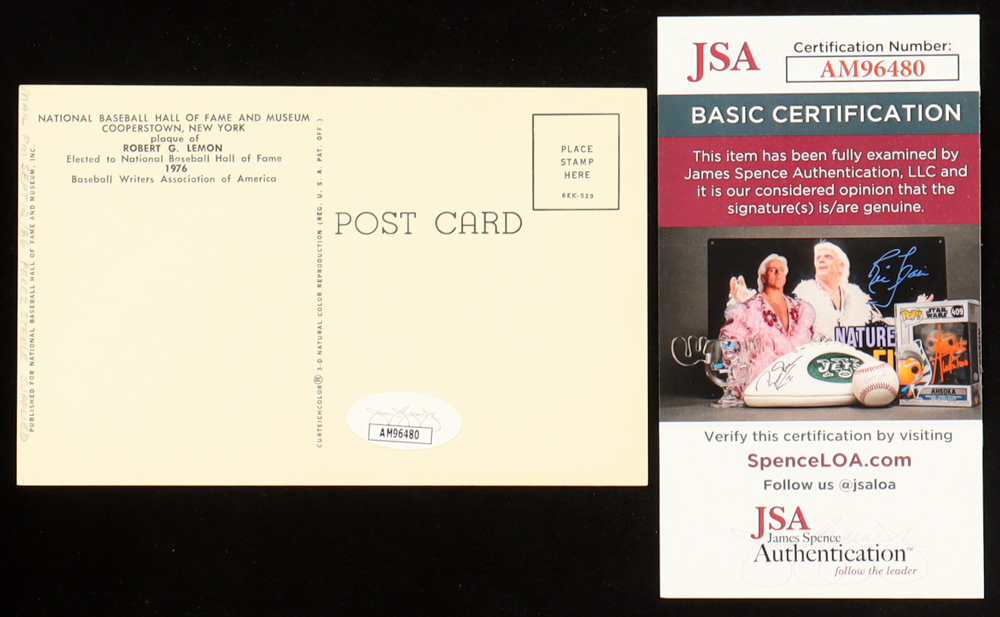 NATIONAL BASEBALL HALL OF FAME AND MUSEUM
COOPERSTOWN, NEW YORK
plaque of
ROBERT G. LEMON
Elected to National Baseball Hall of Fame
1976
Baseball Writers Association of America
PUBLISHED FOR NATIONAL BASEBALL HALL OF FAME AND MUSEUM, INC.
CURTEICHCOLOR® 3-D NATURAL COLOR REPRODUCTION (REG. U. S. A. PAT. OFF.)
POST CARD
PLACE
STAMP
HERE
6EK-529
AM96480
JSA
Certification Number:
AM96480
BASIC CERTIFICATION
This item has been fully examined by
James Spence Authentication, LLC and
it is our considered opinion that the
signature(s) is/are genuine.
NATURE
JETS
POP!
STAR
WARS
409
AHSOKA
Verify this certification by visiting
SpenceLOA.com
Follow us @jsaloa
JSA
James Spence
Authentication™
follow the leader